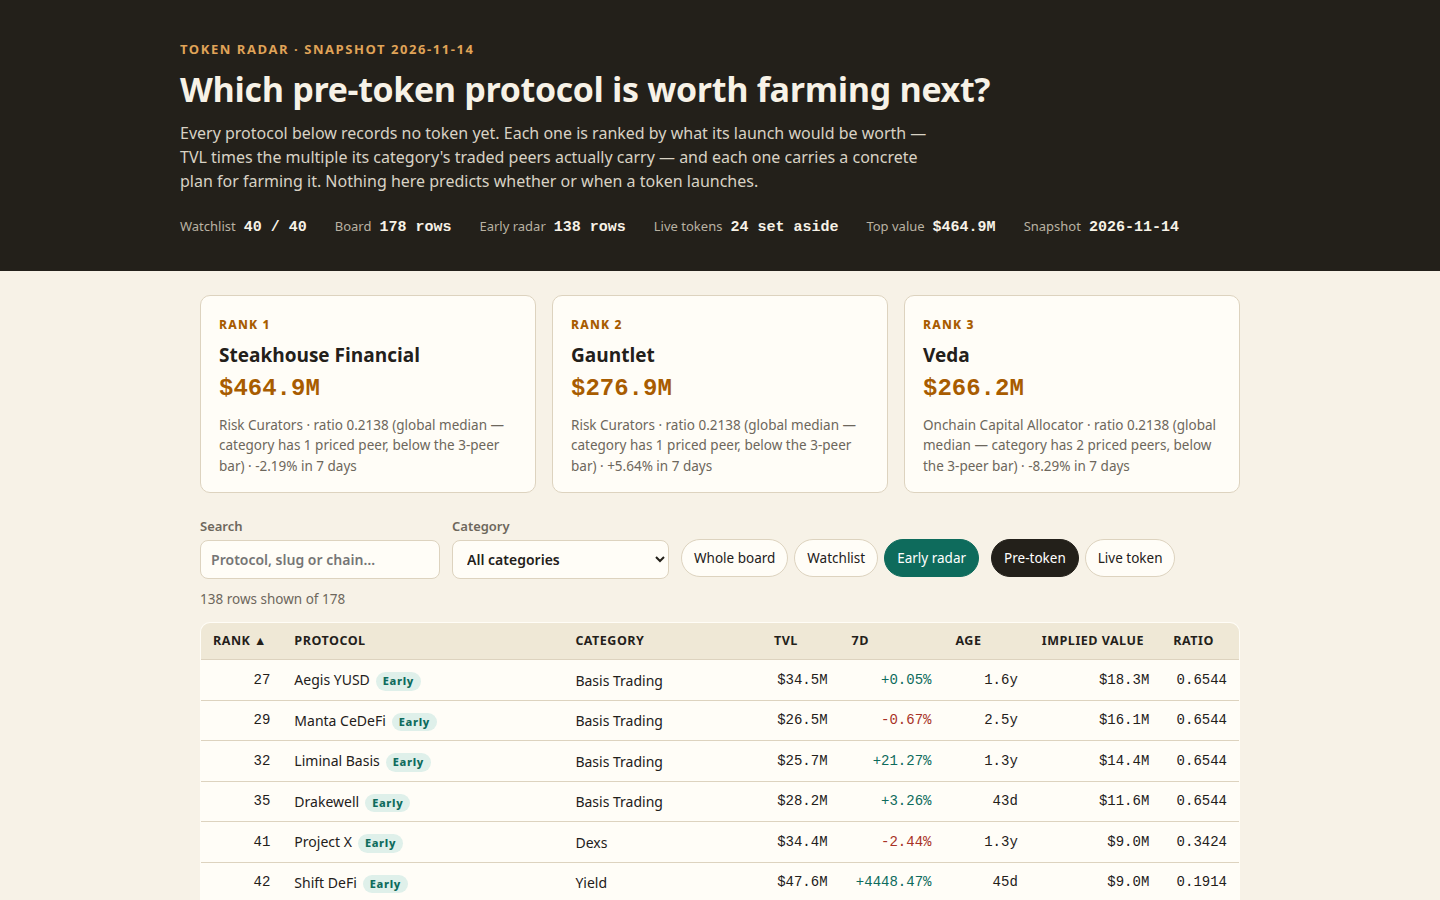 TOKEN RADAR · SNAPSHOT 2026-11-14
Which pre-token protocol is worth farming next?
Every protocol below records no token yet. Each one is ranked by what its launch would be worth —
TVL times the multiple its category's traded peers actually carry — and each one carries a concrete
plan for farming it. Nothing here predicts whether or when a token launches.
Watchlist 40 / 40 Board 178 rows Early radar 138 rows Live tokens 24 set aside Top value $464.9M Snapshot 2026-11-14
RANK 1
Steakhouse Financial
$464.9M
Risk Curators · ratio 0.2138 (global median —
category has 1 priced peer, below the 3-peer
bar) · -2.19% in 7 days
RANK 2
Gauntlet
$276.9M
Risk Curators · ratio 0.2138 (global median —
category has 1 priced peer, below the 3-peer
bar) · +5.64% in 7 days
RANK 3
Veda
$266.2M
Onchain Capital Allocator · ratio 0.2138 (global
median — category has 2 priced peers, below
the 3-peer bar) · -8.29% in 7 days
Search Category
Protocol, slug or chain... All categories Whole board Watchlist Early radar Pre-token Live token
138 rows shown of 178
RANK ▲ PROTOCOL CATEGORY TVL 7D AGE IMPLIED VALUE RATIO
27 Aegis YUSD Early Basis Trading $34.5M +0.05% 1.6y $18.3M 0.6544
29 Manta CeDeFi Early Basis Trading $26.5M -0.67% 2.5y $16.1M 0.6544
32 Liminal Basis Early Basis Trading $25.7M +21.27% 1.3y $14.4M 0.6544
35 Drakewell Early Basis Trading $28.2M +3.26% 43d $11.6M 0.6544
41 Project X Early Dexs $34.4M -2.44% 1.3y $9.0M 0.3424
42 Shift DeFi Early Yield $47.6M +4448.47% 45d $9.0M 0.1914